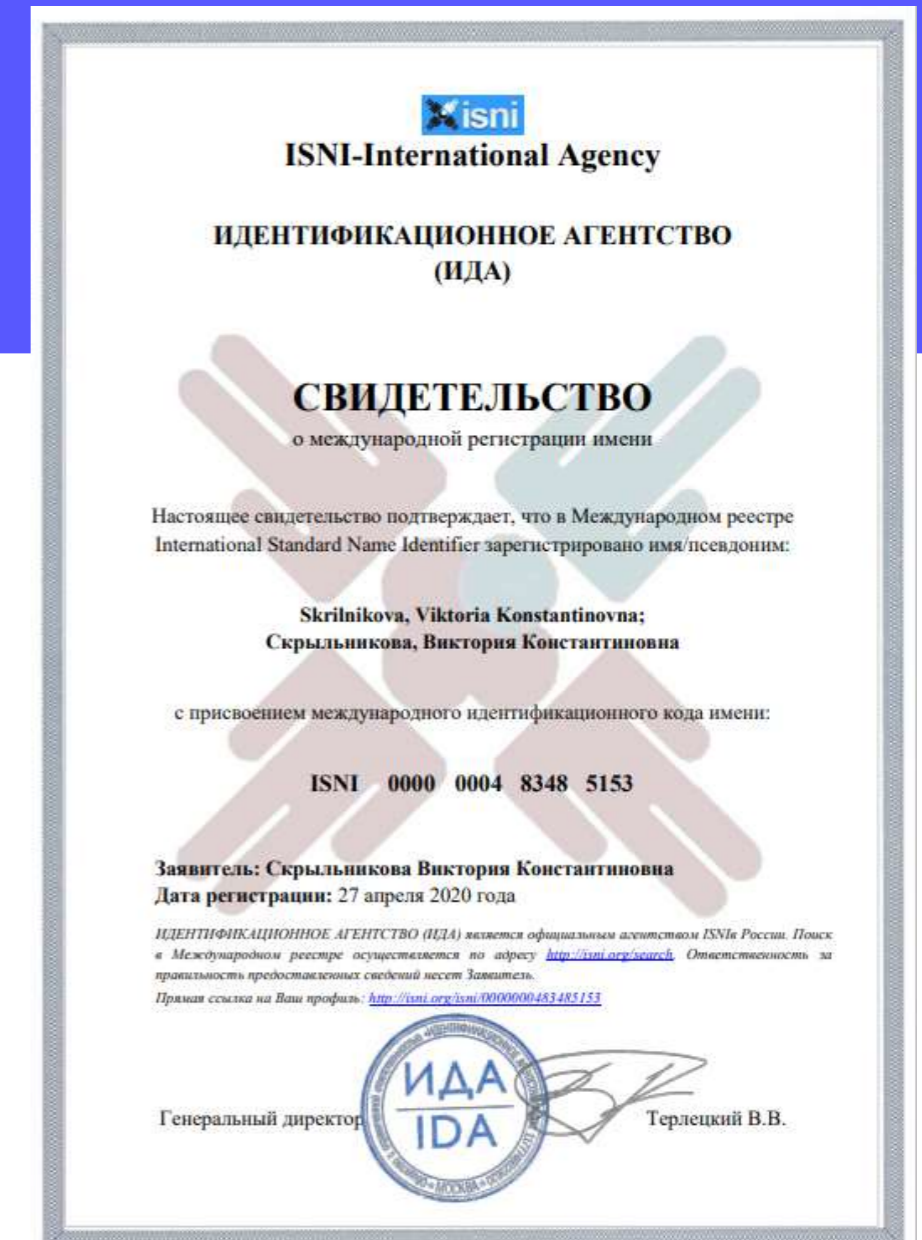 isni
ISNI-International Agency
ИДЕНТИФИКАЦИОННОЕ АГЕНТСТВО
(ИДА)
СВИДЕТЕЛЬСТВО
о международной регистрации имени
Настоящее свидетельство подтверждает, что в Международном реестре
International Standard Name Identifier зарегистрировано имя/псевдоним:
Skrilnikova, Viktoria Konstantinovna;
Скрыльникова, Виктория Константиновна
с присвоением международного идентификационного кода имени:
ISNI 0000 0004 8348 5153
Заявитель: Скрыльникова Виктория Константиновна
Дата регистрации: 27 апреля 2020 года
ИДЕНТИФИКАЦИОННОЕ АГЕНТСТВО (ИДА) является официальным агентством ISNIв России. Поиск
в Международном реестре осуществляется по адресу http://isni.org/search. Ответственность за
правильность предоставленных сведений несет Заявитель.
Прямая ссылка на Ваш профиль: http://isni.org/isni/0000000483485153
ИДА
IDA
МОСКВА
Генеральный директор
Терлецкий В.В.